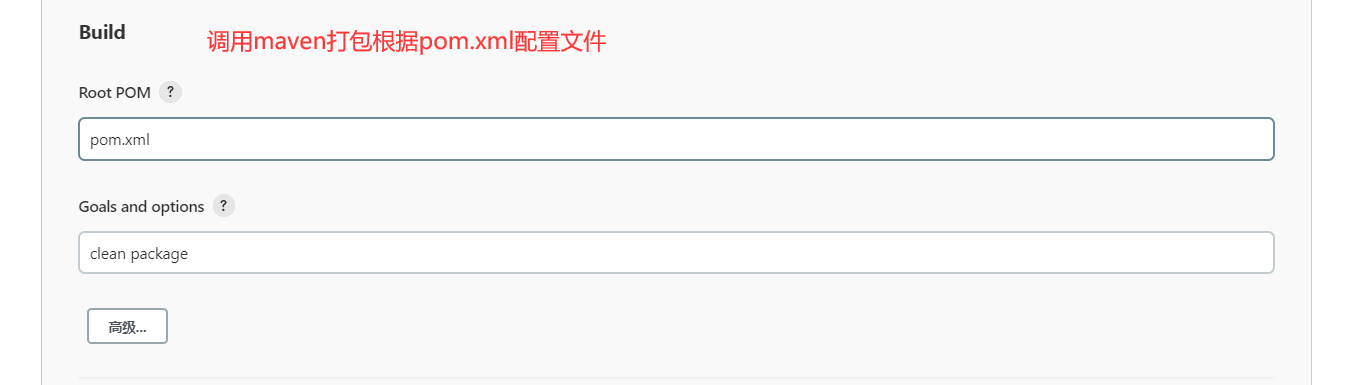 Build
调用maven打包根据pom.xml配置文件
Root POM ?
pom.xml
Goals and options ?
clean package
高级...